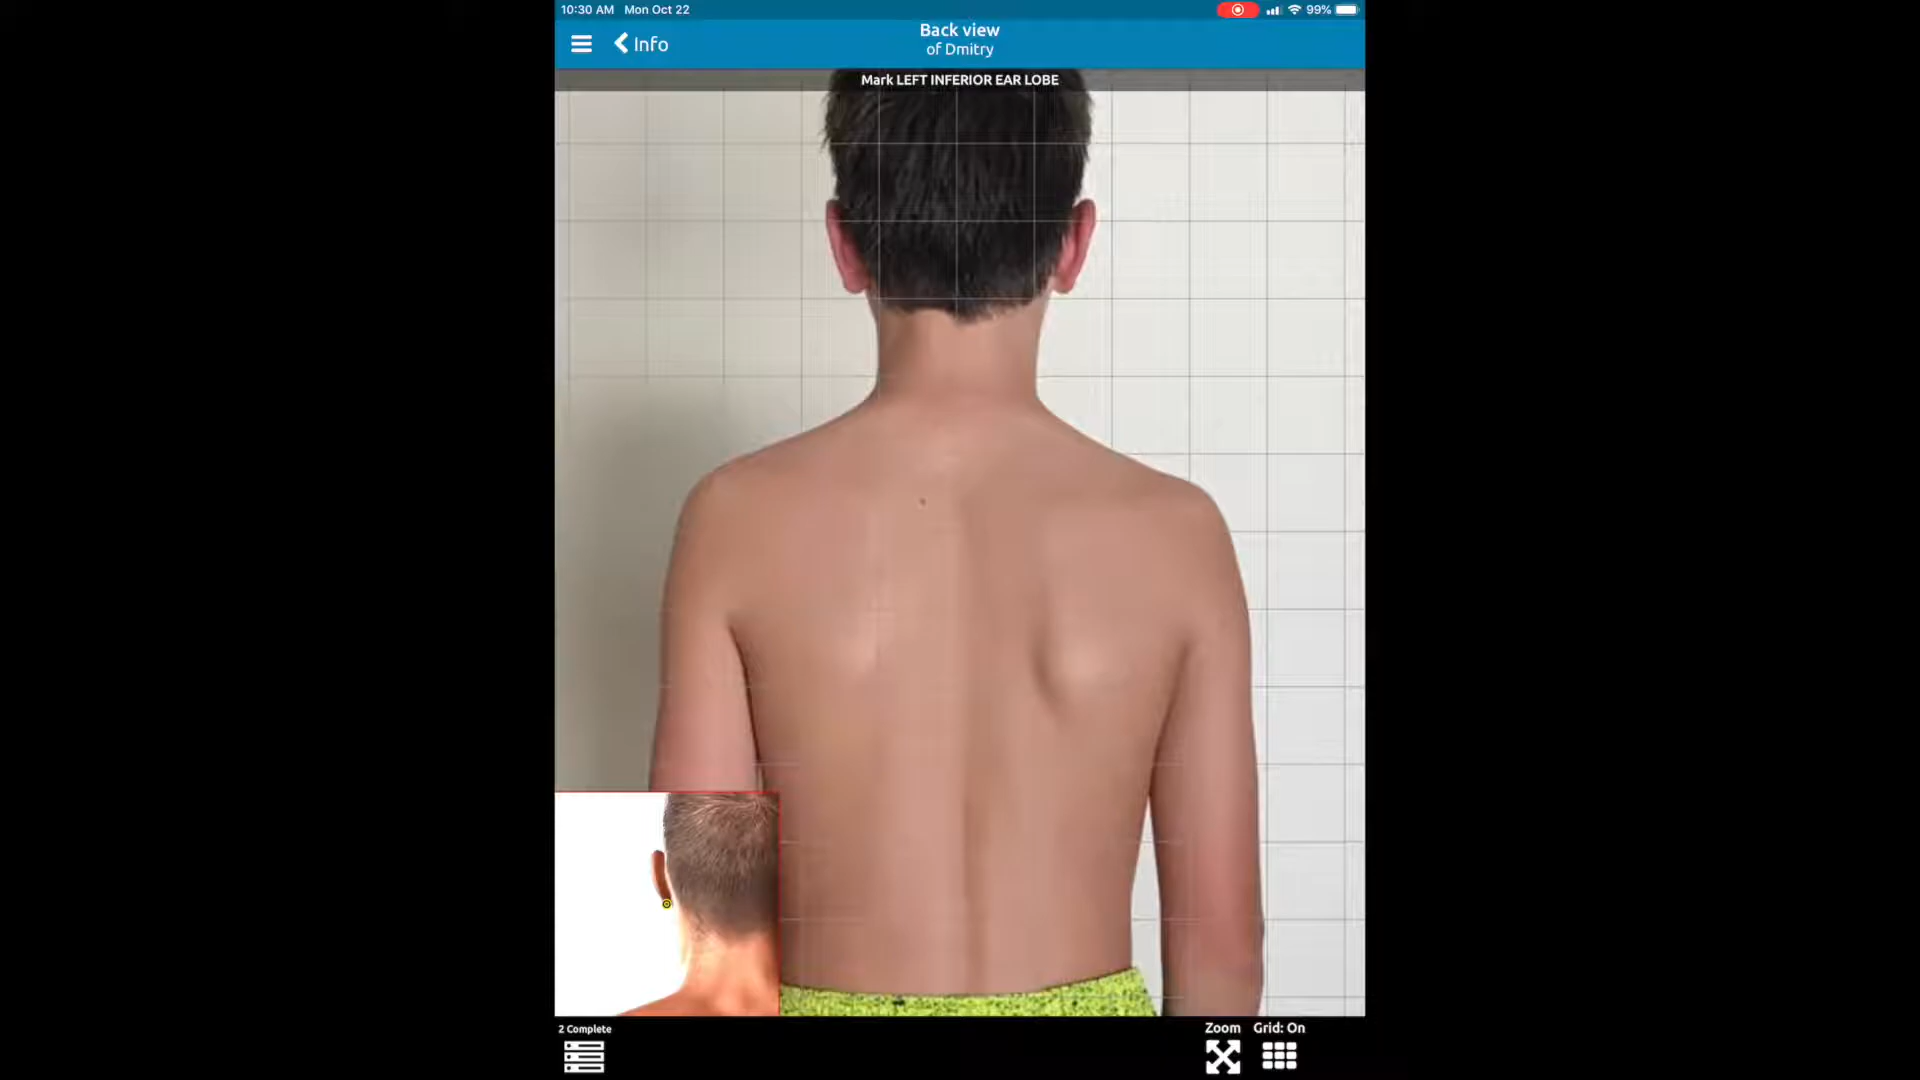 10:30 AM Mon Oct 22
99%
Back view
Info
of Dmitry
Mark LEFT INFERIOR EAR LOBE
2 Complete
Zoom Grid: On